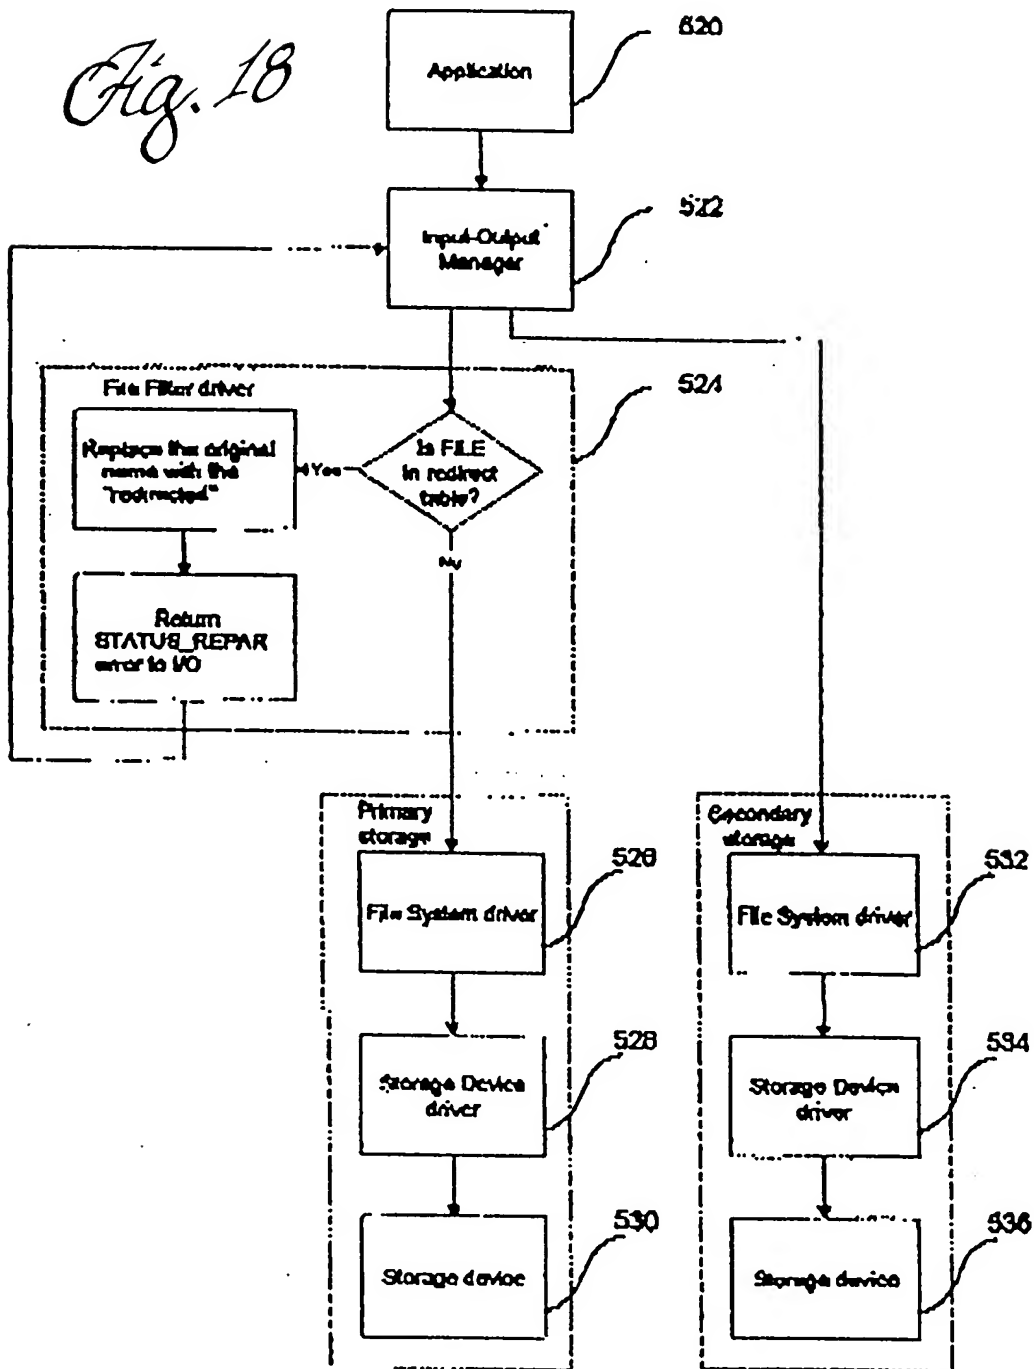 Fig. 18
Application
520
Input-Output
Manager
522
File Filter driver
524
Replace the original
name with the
"redirected"
Yes
Is FILE
in redirect
table?
No
Return
STATUS_REPAR
error to I/O
Primary
storage
Secondary
storage
File System driver
526
File System driver
532
Storage Device
driver
528
Storage Device
driver
534
Storage device
530
Storage device
536